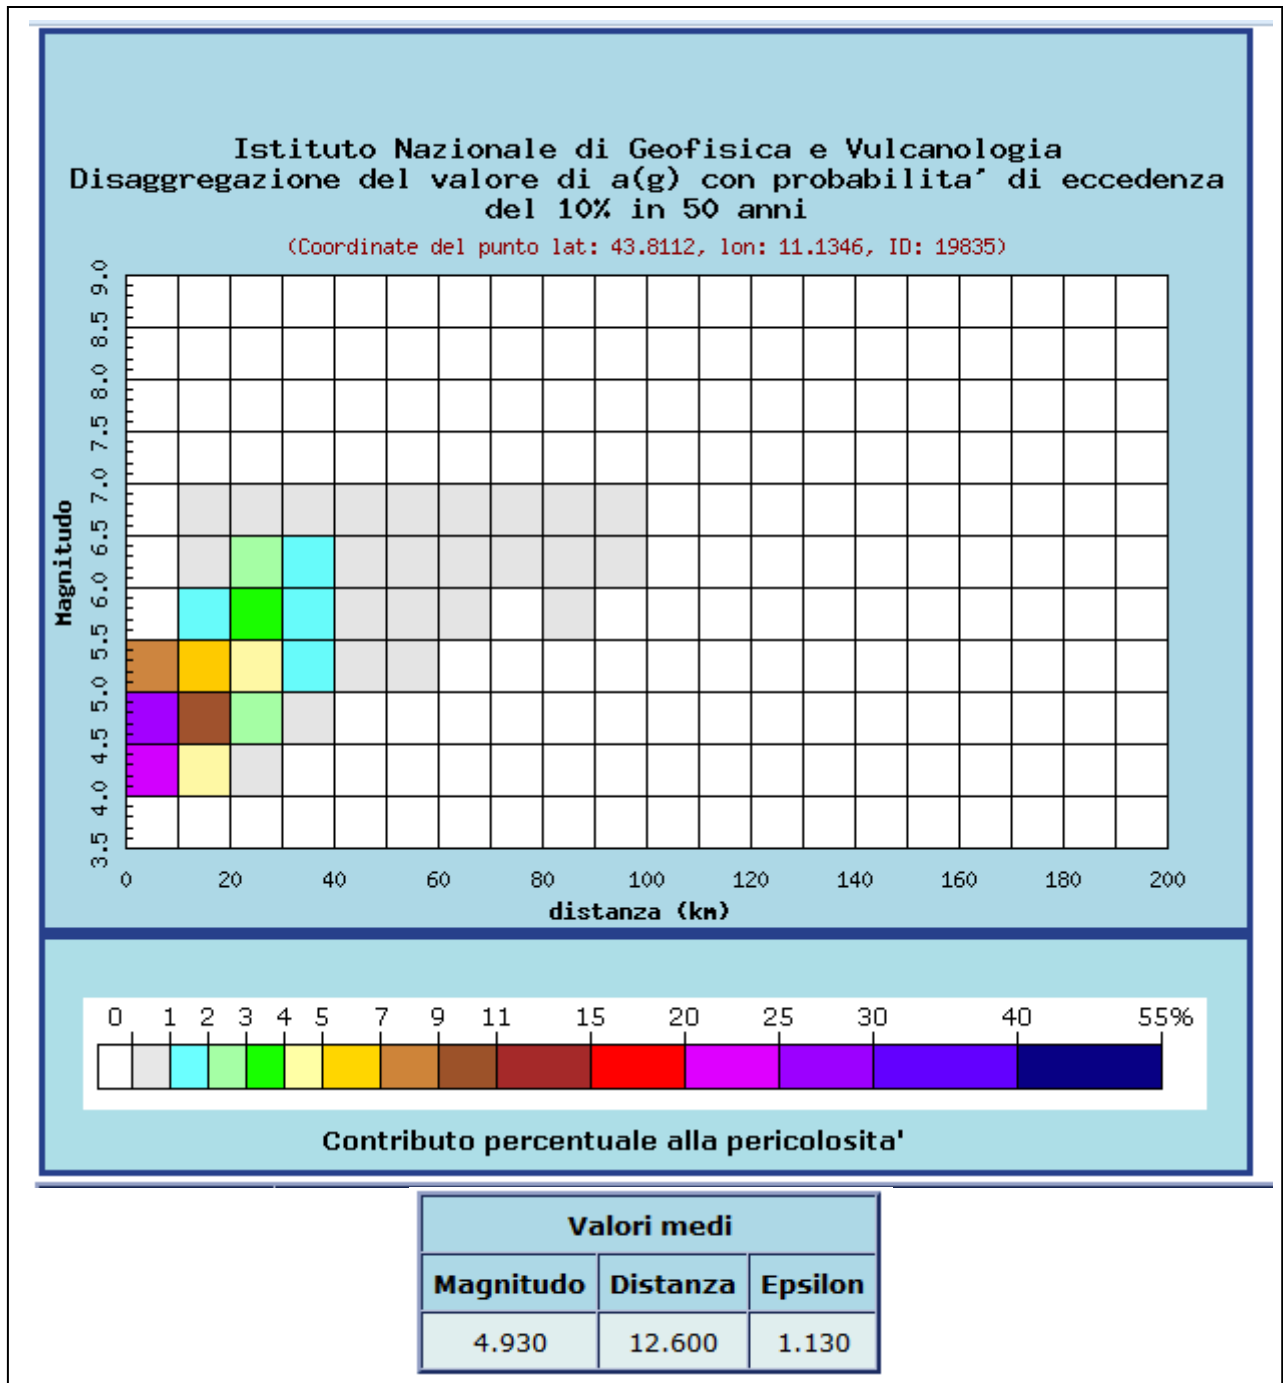 Istituto Nazionale di Geofisica e Vulcanologia
Disaggregazione del valore di a(g) con probabilita' di eccedenza
del 10% in 50 anni
(Coordinate del punto lat: 43.8112, lon: 11.1346, ID: 19835)
Magnitudo
9.0
8.5
8.0
7.5
7.0
6.5
6.0
5.5
5.0
4.5
4.0
3.5
0 20 40 60 80 100 120 140 160 180 200
distanza (km)
0 1 2 3 4 5 7 9 11 15 20 25 30 40 55%
Contributo percentuale alla pericolosita'
Valori medi
Magnitudo Distanza Epsilon
4.930 12.600 1.130